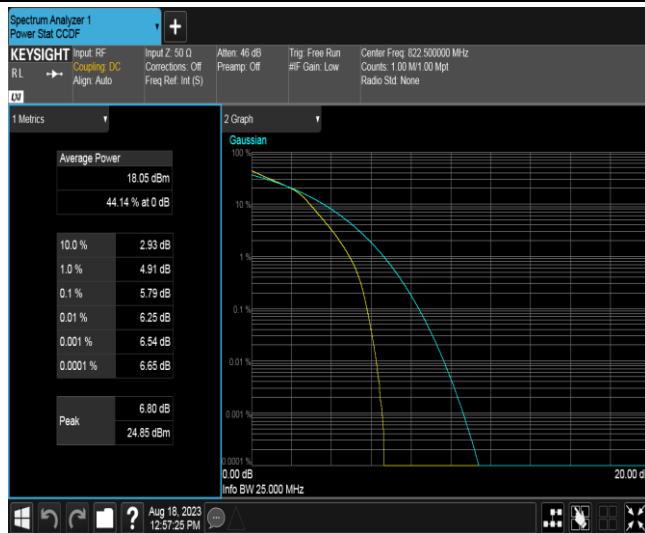 Spectrum Analyzer 1
Power Stat CCDF
+
KEYSIGHT
RL
Input: RF
Coupling: DC
Align: Auto
Input Z: 50 Ω
Corrections: Off
Freq Ref: Int (S)
Atten: 46 dB
Preamp: Off
Trig: Free Run
#IF Gain: Low
Center Freq: 822.500000 MHz
Counts: 1.00 M/1.00 Mpt
Radio Std: None
1 Metrics
Average Power
18.05 dBm
44.14 % at 0 dB
10.0 % 2.93 dB
1.0 % 4.91 dB
0.1 % 5.79 dB
0.01 % 6.25 dB
0.001 % 6.54 dB
0.0001 % 6.65 dB
Peak
6.80 dB
24.85 dBm
2 Graph
Gaussian
100 %
10 %
1 %
0.1 %
0.01 %
0.001 %
0.0001 %
0.00 dB
20.00 d
Info BW 25.000 MHz
?
Aug 18, 2023
12:57:25 PM